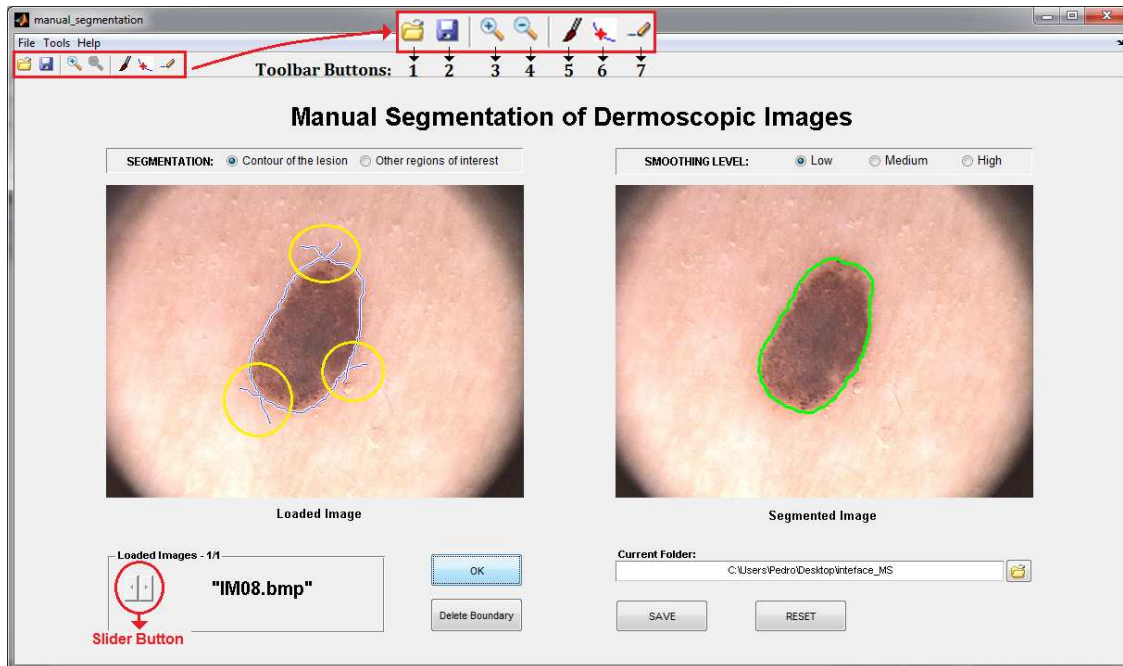 manual_segmentation
File Tools Help
Toolbar Buttons: 1 2 3 4 5 6 7
Manual Segmentation of Dermoscopic Images
SEGMENTATION: Contour of the lesion Other regions of interest
SMOOTHING LEVEL: Low Medium High
Loaded Image
Segmented Image
Loaded Images - 1/1
"IM08.bmp"
Slider Button
OK
Delete Boundary
Current Folder:
C:\Users\Pedro\Desktop\inteface_MS
SAVE RESET